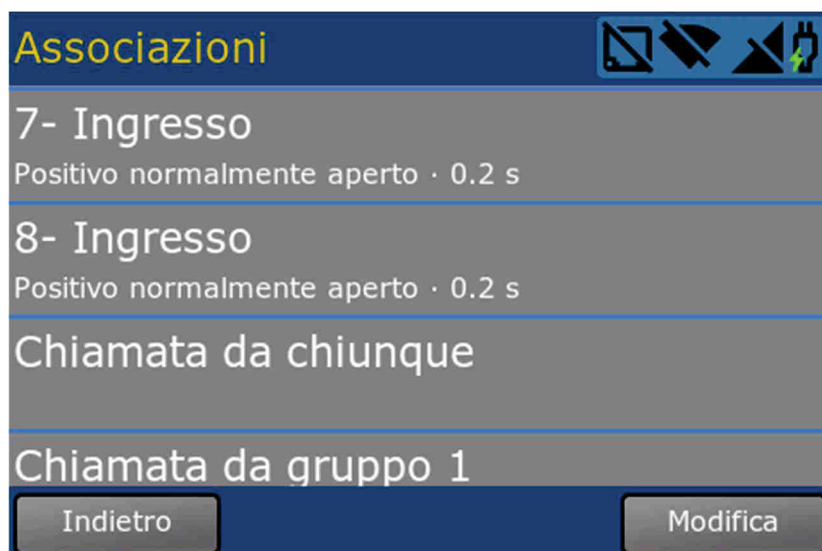 Associazioni
7- Ingresso
Positivo normalmente aperto · 0.2 s
8- Ingresso
Positivo normalmente aperto · 0.2 s
Chiamata da chiunque
Chiamata da gruppo 1
Indietro
Modifica